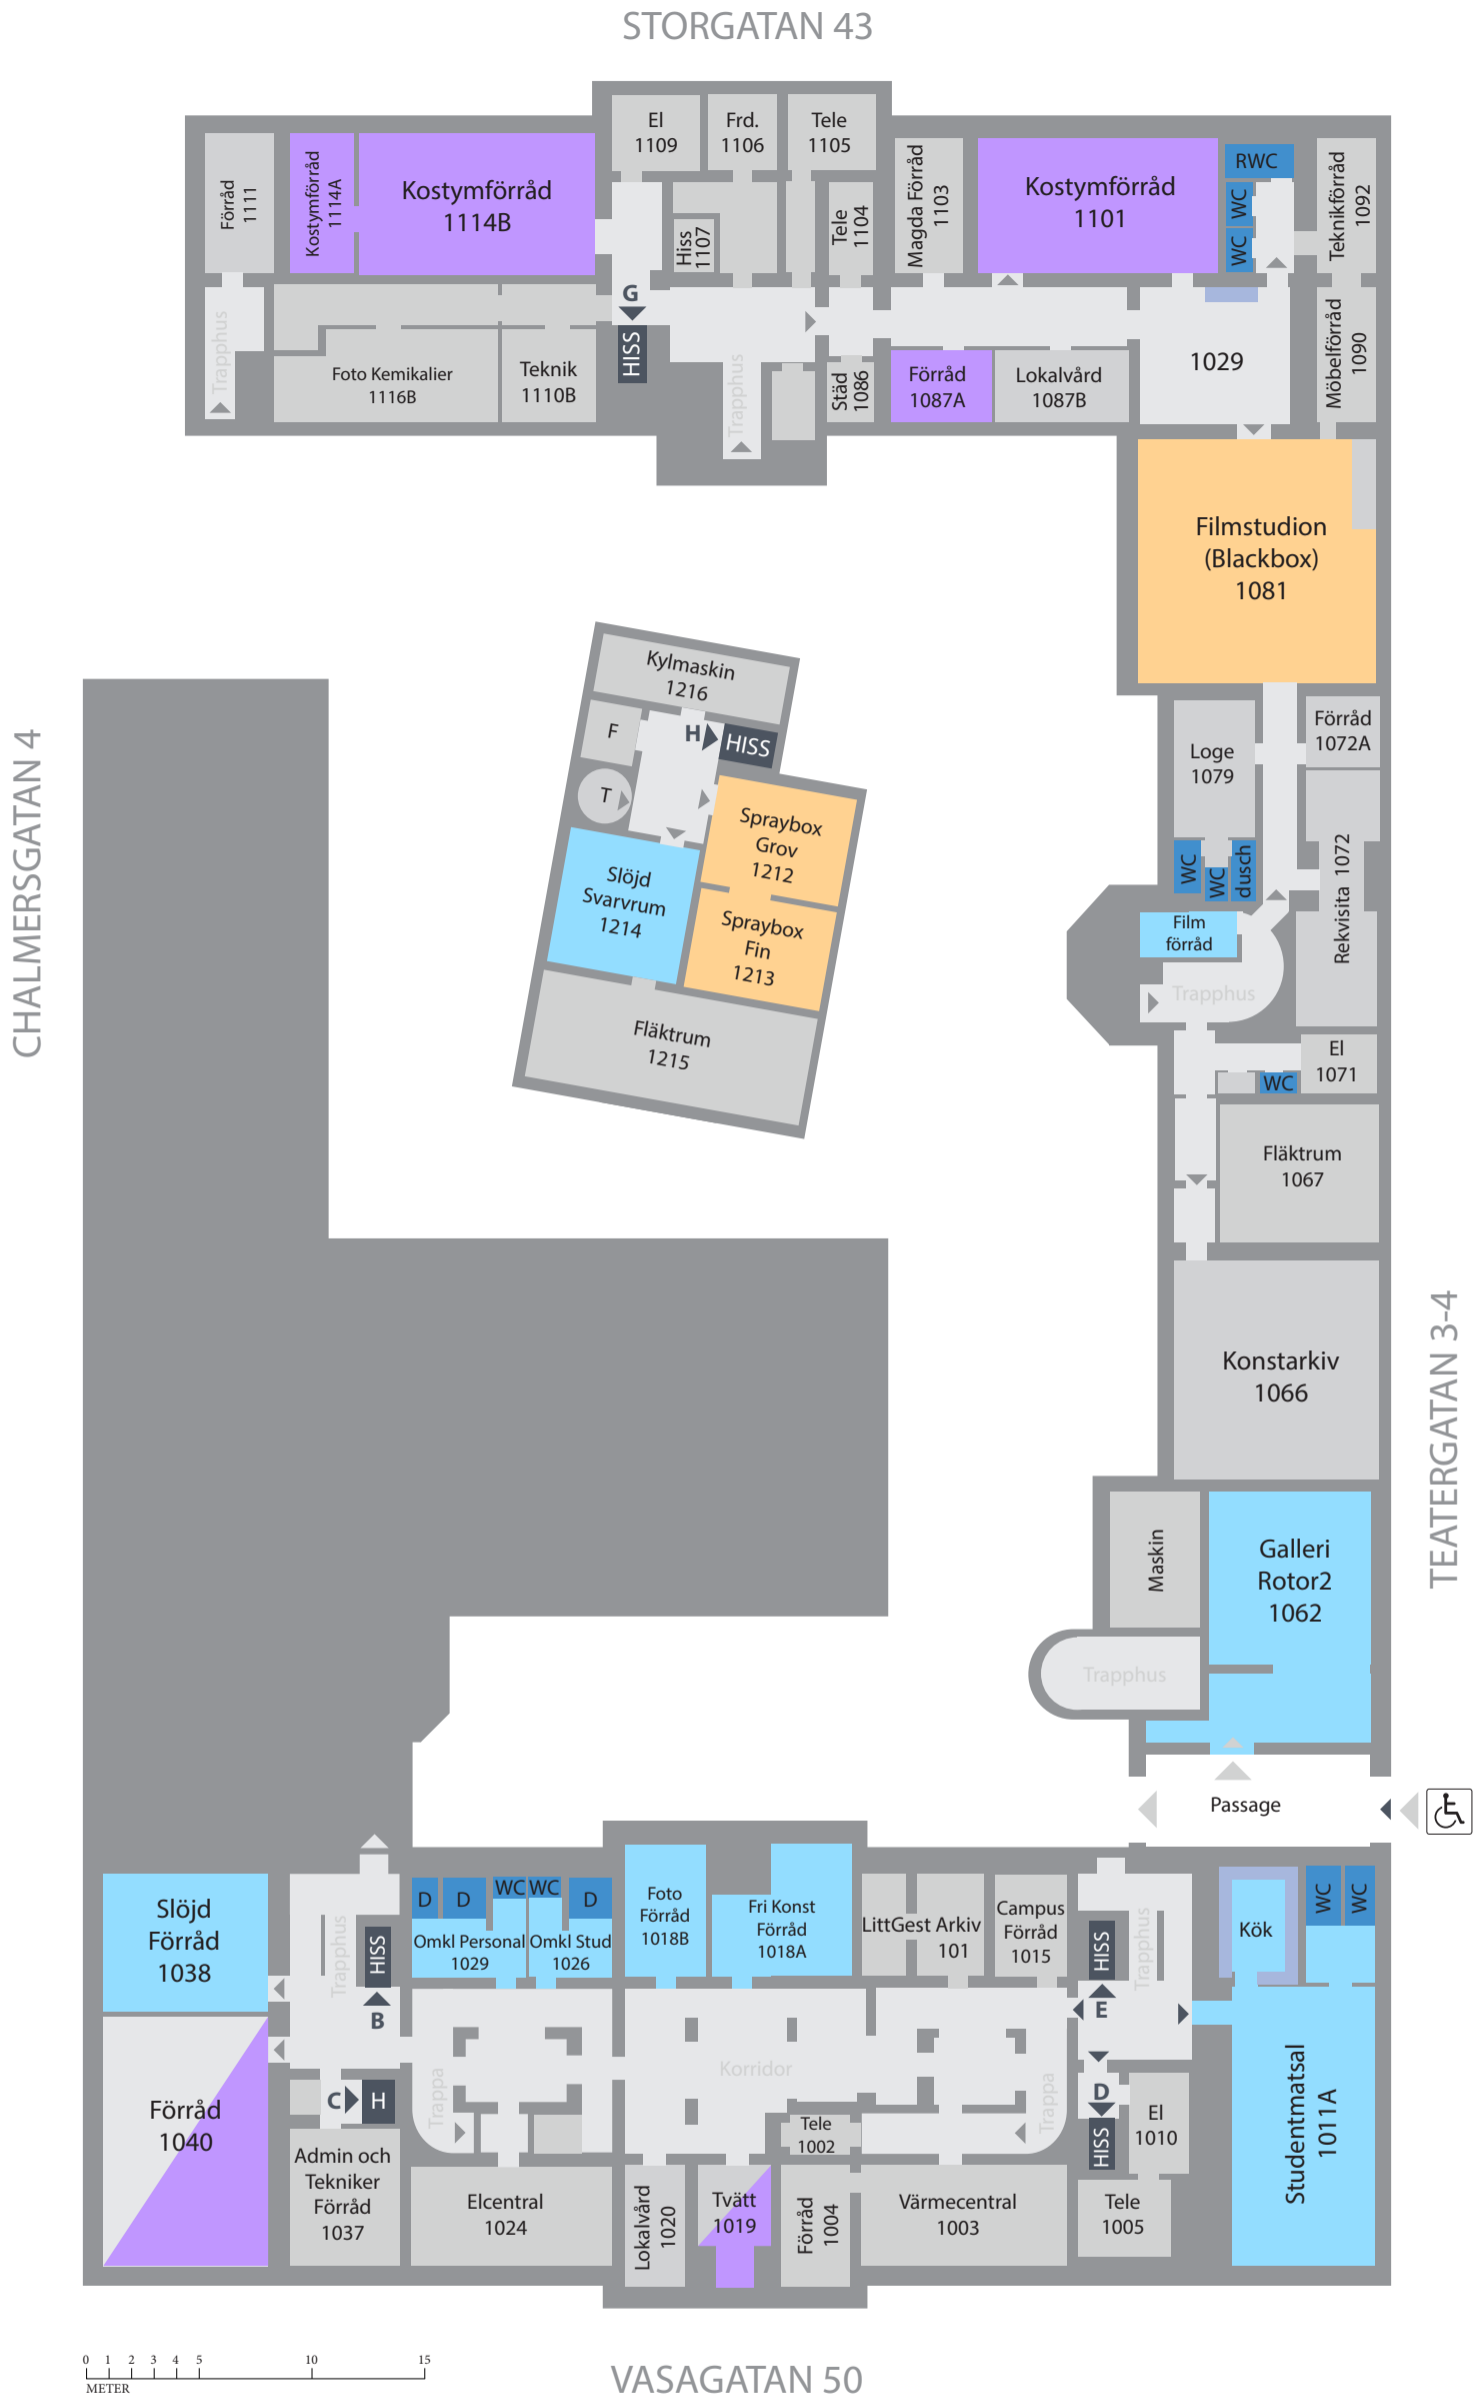 STORGATAN 43
El
1109
Frd.
1106
Tele
1105
Förråd
1111
Kostymförråd
1114A
Kostymförråd
1114B
Hiss
1107
Tele
1104
Magda Förråd
1103
Kostymförråd
1101
RWC
WC
WC
Teknikförråd
1092
G
HISS
Trapphus
Foto Kemikalier
1116B
Teknik
1110B
Trapphus
Städ
1086
Förråd
1087A
Lokalvård
1087B
1029
Möbelförråd
1090
Filmstudion
(Blackbox)
1081
Kylmaskin
1216
F
H
HISS
T
Spraybox
Grov
1212
Slöjd
Svarvrum
1214
Spraybox
Fin
1213
Fläktrum
1215
Loge
1079
Förråd
1072A
WC
WC
dusch
Rekvisita 1072
Film
förråd
Trapphus
El
1071
WC
Fläktrum
1067
CHALMERSGATAN 4
Konstarkiv
1066
TEATERGATAN 3-4
Maskin
Galleri
Rotor2
1062
Trapphus
Passage
Slöjd
Förråd
1038
Trapphus
HISS
B
D
D
WC
WC
D
Omkl Personal
1029
Omkl Stud
1026
Foto
Förråd
1018B
Fri Konst
Förråd
1018A
LittGest Arkiv
101
Campus
Förråd
1015
HISS
E
Trapphus
Kök
WC
WC
Förråd
1040
C
H
Admin och
Tekniker
Förråd
1037
Trappa
Korridor
Trappa
Tele
1002
D
HISS
El
1010
Studentmatsal
1011A
Elcentral
1024
Lokalvård
1020
Tvätt
1019
Förråd
1004
Värmecentral
1003
Tele
1005
0 1 2 3 4 5 10 15
METER
VASAGATAN 50